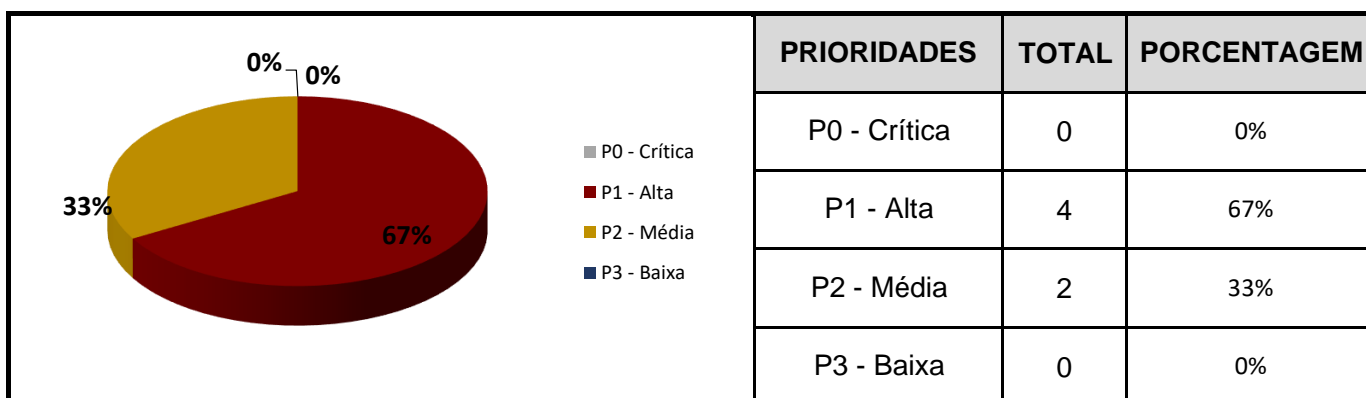 0% 0%
33%
67%
P0 - Crítica
P1 - Alta
P2 - Média
P3 - Baixa
PRIORIDADES TOTAL PORCENTAGEM
P0 - Crítica 0 0%
P1 - Alta 4 67%
P2 - Média 2 33%
P3 - Baixa 0 0%